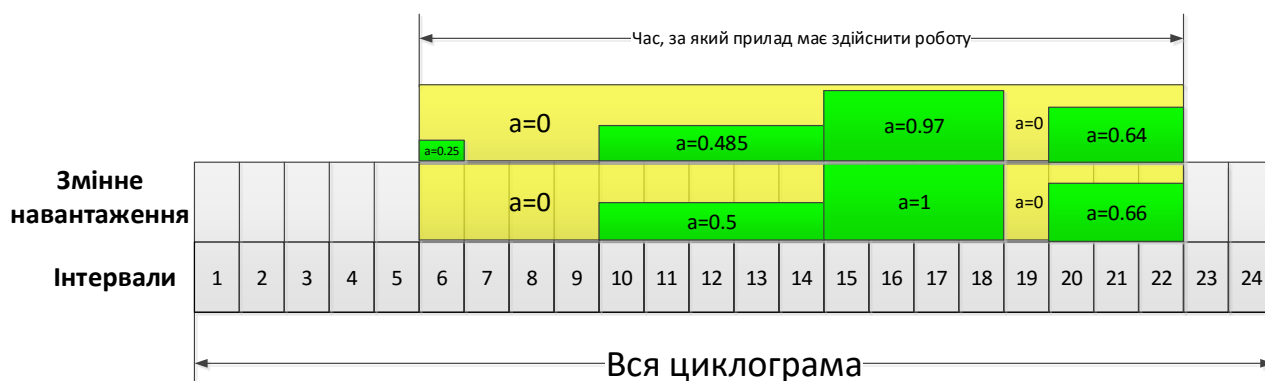 Час, за який прилад має здійснити роботу
a=0
a=0.25
a=0.485
a=0.97
a=0
a=0.64
Змінне
навантаження
a=0
a=0.5
a=1
a=0
a=0.66
Інтервали 1 2 3 4 5 6 7 8 9 10 11 12 13 14 15 16 17 18 19 20 21 22 23 24
Вся циклограма